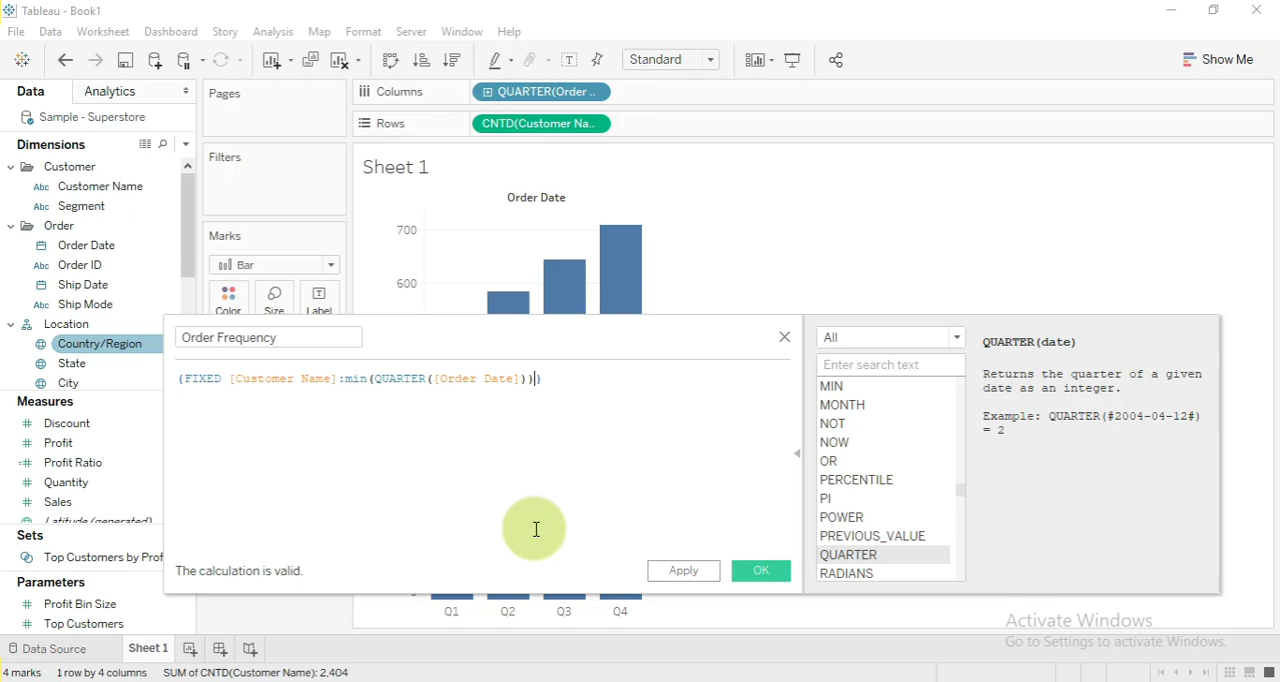 Tableau - Book1
File Data Worksheet Dashboard Story Analysis Map Format Server Window Help
Standard
Show Me
Data Analytics
Pages
Columns
QUARTER(Order ..
Sample - Superstore
Rows
CNTD(Customer Na..
Dimensions
Filters
Sheet 1
Customer
Abc Customer Name
Abc Segment
Order
Order Date
Abc Order ID
Ship Date
Abc Ship Mode
Location
Country/Region
State
City
Marks
Bar
Color Size Label
Order Date
700
600
Q1 Q2 Q3 Q4
Measures
Discount
Profit
Profit Ratio
Quantity
Sales
Latitude (generated)
Sets
Top Customers by Prof
Parameters
Profit Bin Size
Top Customers
Order Frequency
{FIXED [Customer Name]:min(QUARTER([Order Date]))}
The calculation is valid.
Apply OK
All
Enter search text
MIN
MONTH
NOT
NOW
OR
PERCENTILE
PI
POWER
PREVIOUS_VALUE
QUARTER
RADIANS
QUARTER(date)
Returns the quarter of a given
date as an integer.
Example: QUARTER(#2004-04-12#)
= 2
Activate Windows
Go to Settings to activate Windows.
Data Source Sheet 1
4 marks 1 row by 4 columns SUM of CNTD(Customer Name): 2,404